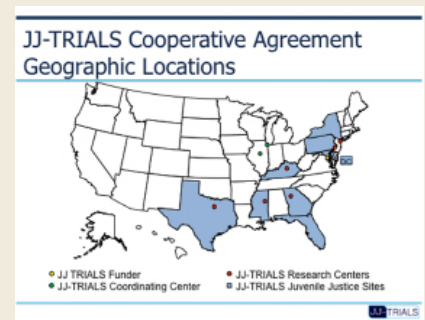 JJ-TRIALS Cooperative Agreement
Geographic Locations
DC
JJ TRIALS Funder
JJ-TRIALS Research Centers
JJ-TRIALS Coordinating Center
JJ-TRIALS Juvenile Justice Sites
JJ-TRIALS